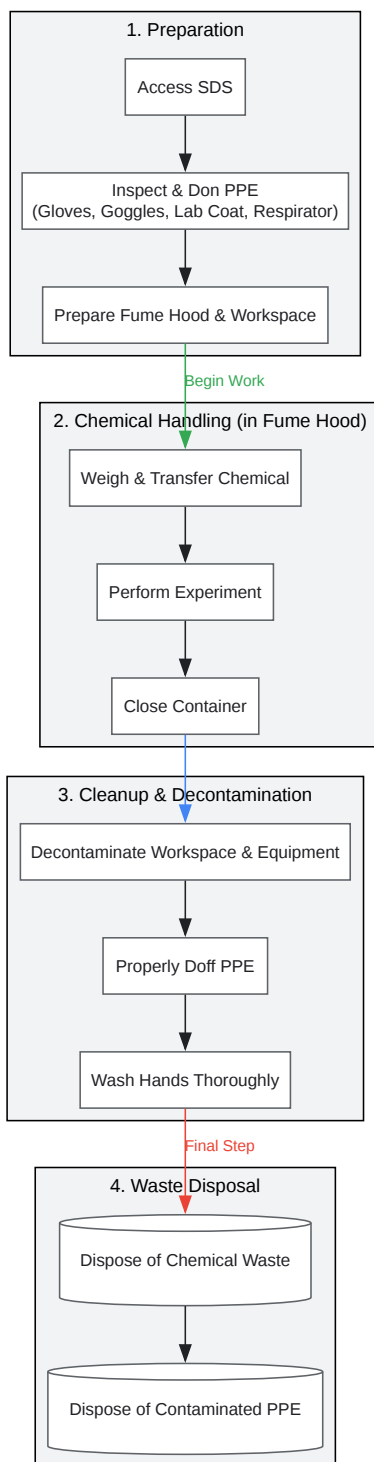 1. Preparation
Access SDS
Inspect & Don PPE
(Gloves, Goggles, Lab Coat, Respirator)
Prepare Fume Hood & Workspace
Begin Work
2. Chemical Handling (in Fume Hood)
Weigh & Transfer Chemical
Perform Experiment
Close Container
3. Cleanup & Decontamination
Decontaminate Workspace & Equipment
Properly Doff PPE
Wash Hands Thoroughly
Final Step
4. Waste Disposal
Dispose of Chemical Waste
Dispose of Contaminated PPE